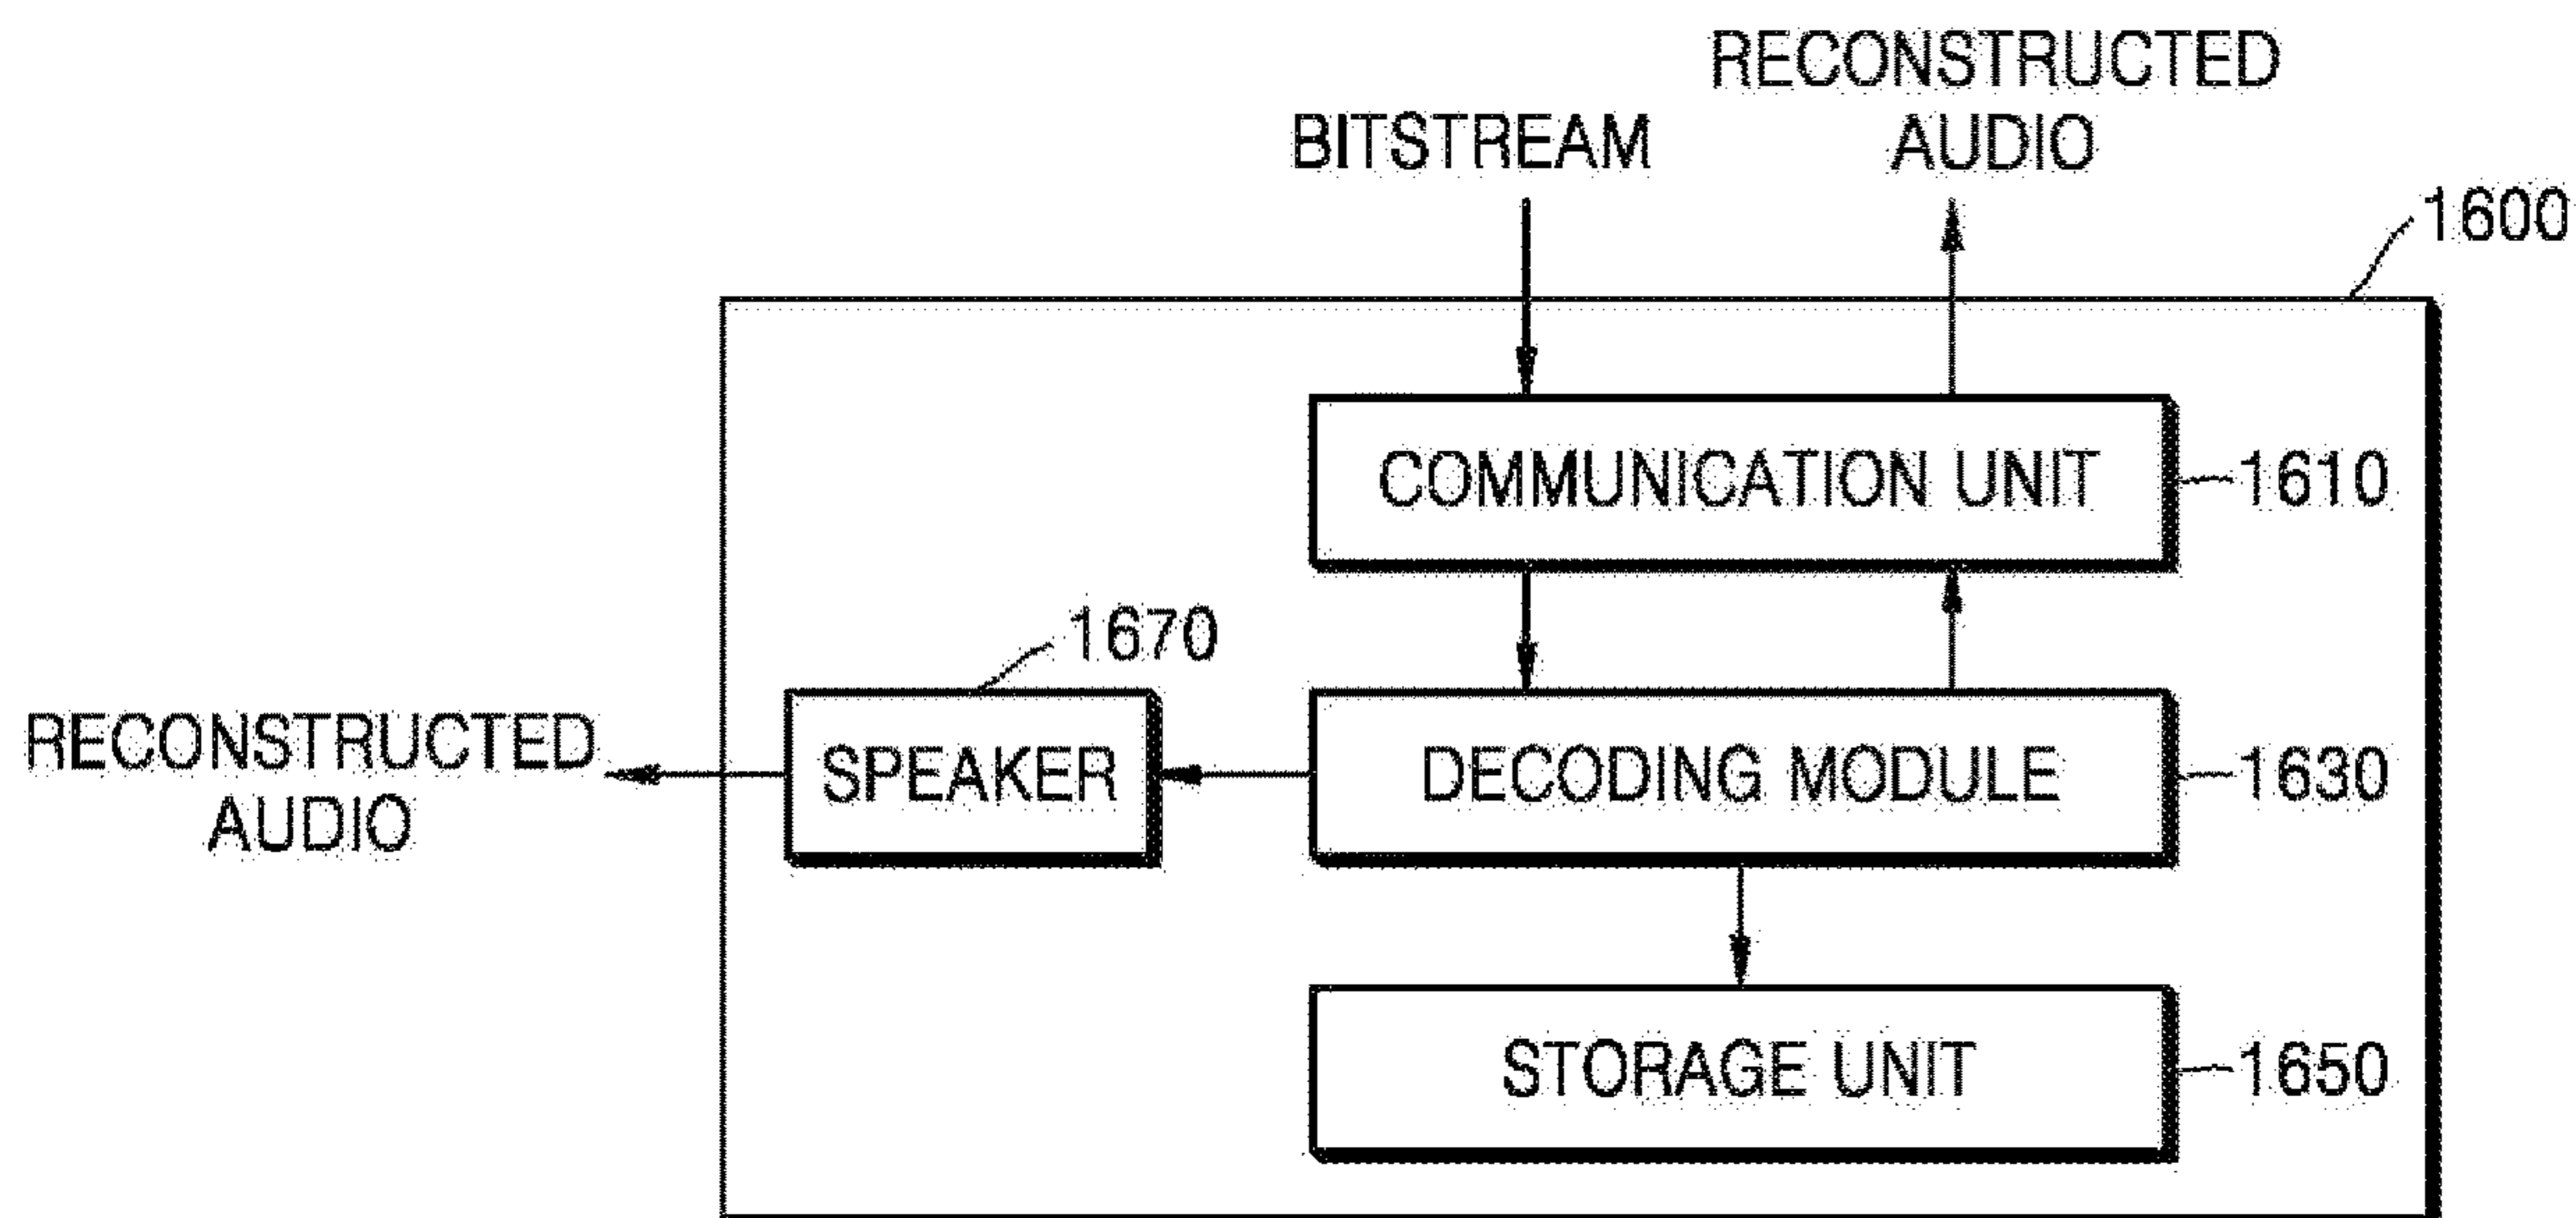 RECONSTRUCTED
AUDIO
BITSTREAM
1600
COMMUNICATION UNIT
1610
1670
RECONSTRUCTED
AUDIO
SPEAKER
DECODING MODULE
1630
STORAGE UNIT
1650